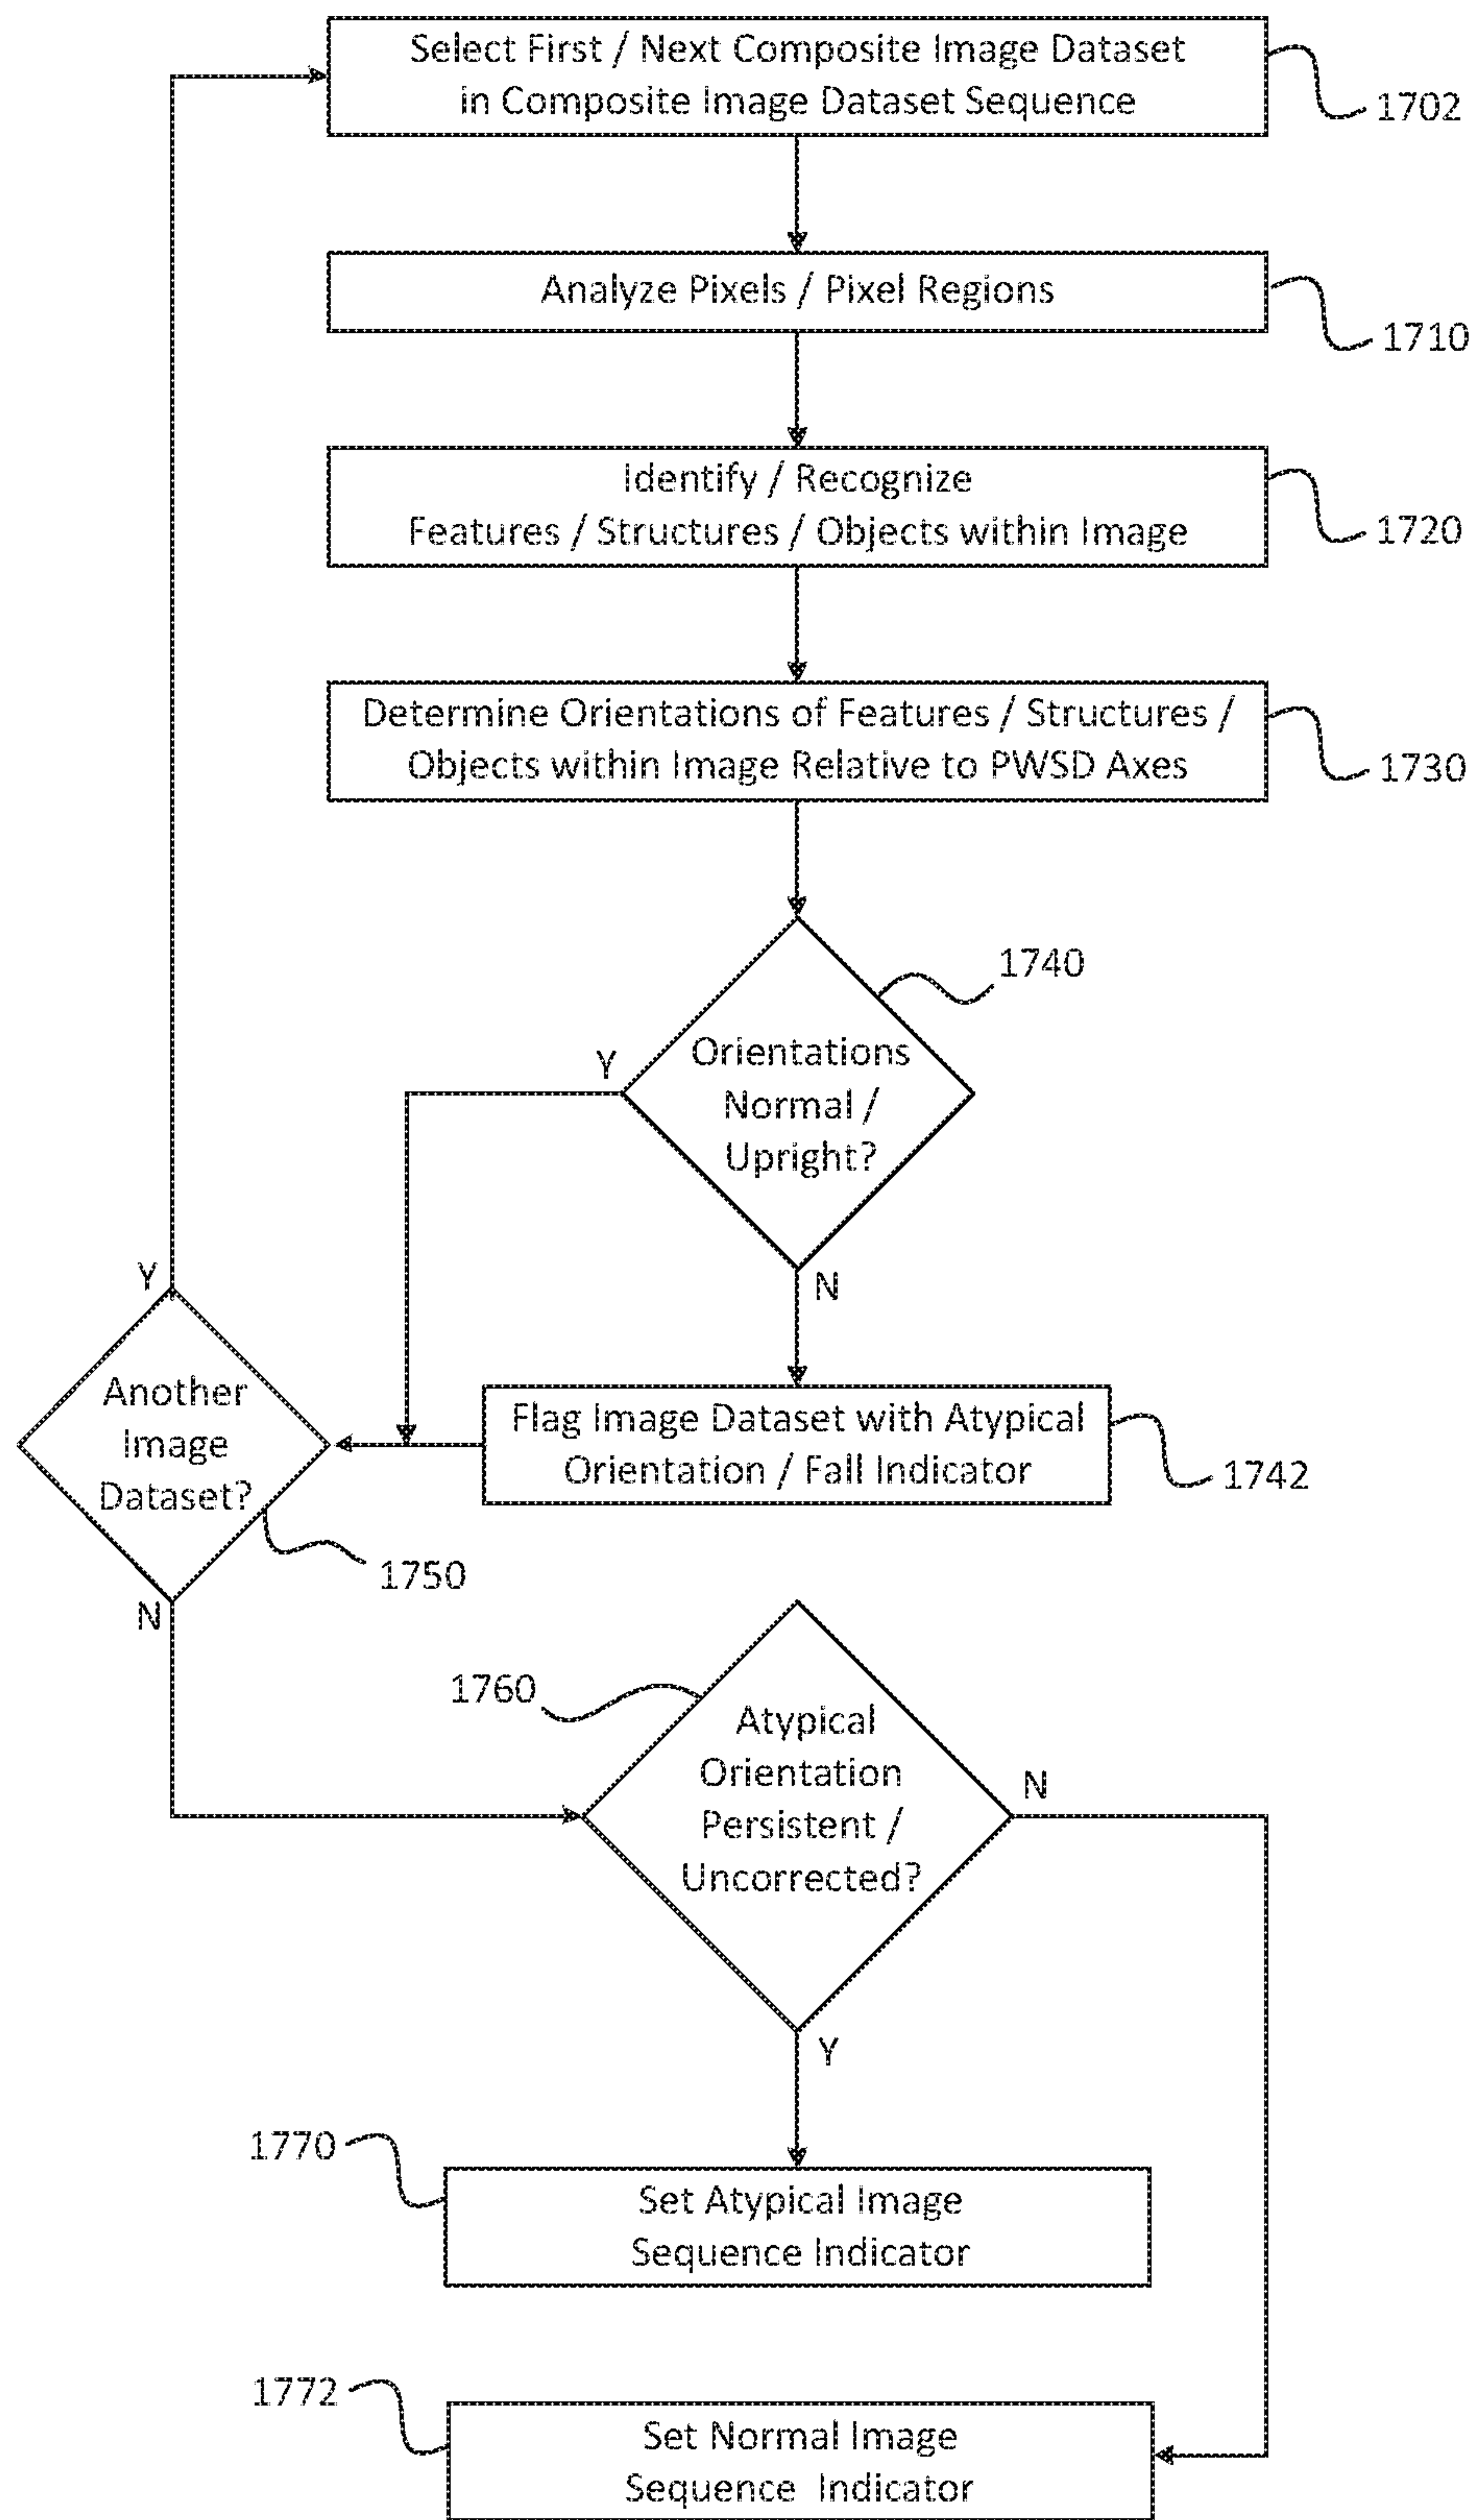 Select First / Next Composite Image Dataset
in Composite Image Dataset Sequence
1702
Analyze Pixels / Pixel Regions
1710
Identify / Recognize
Features / Structures / Objects within Image
1720
Determine Orientations of Features / Structures /
Objects within Image Relative to PWSD Axes
1730
1740
Orientations
Normal /
Upright?
Y
N
Y
Another
Image
Dataset?
Flag Image Dataset with Atypical
Orientation / Fall Indicator
1742
1750
N
1760
Atypical
Orientation
Persistent /
Uncorrected?
N
Y
1770
Set Atypical Image
Sequence Indicator
1772
Set Normal Image
Sequence Indicator